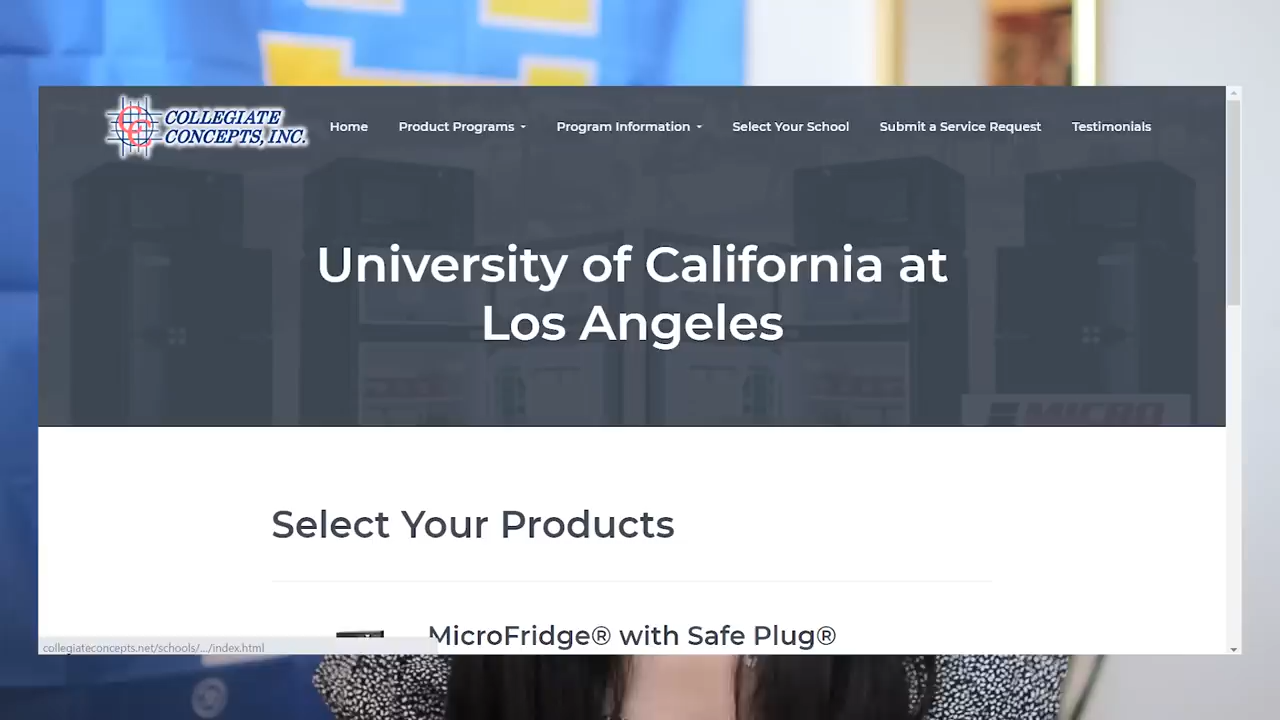 COLLEGIATE
CONCEPTS, INC.
Home
Product Programs
Program Information
Select Your School
Submit a Service Request
Testimonials
University of California at
Los Angeles
MICRO
Select Your Products
MicroFridge® with Safe Plug®
collegiateconcepts.net/schools/.../index.html